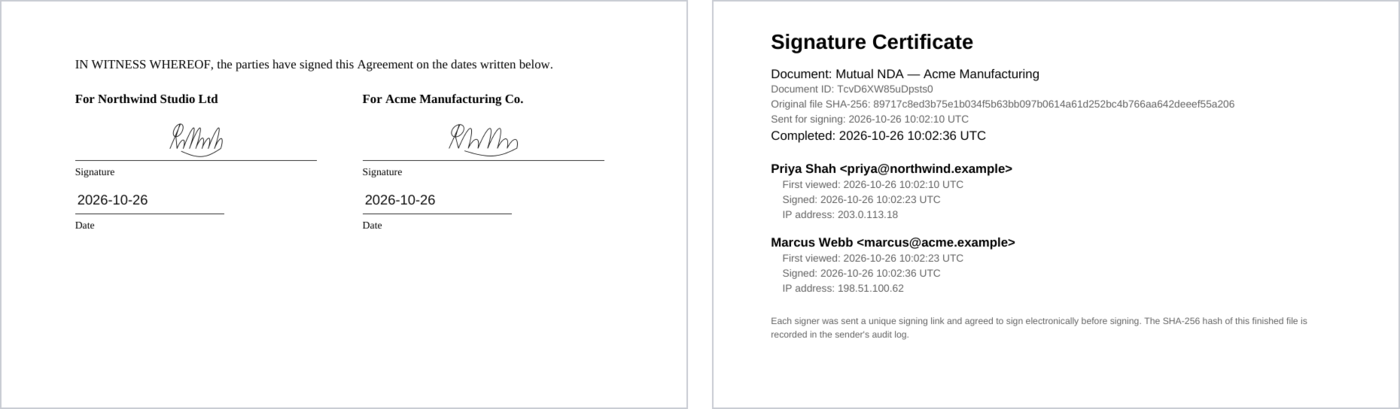 IN WITNESS WHEREOF, the parties have signed this Agreement on the dates written below.
For Northwind Studio Ltd
For Acme Manufacturing Co.
Signature
Signature
2026-10-26
2026-10-26
Date
Date
Signature Certificate
Document: Mutual NDA — Acme Manufacturing
Document ID: TcvD6XW85uDpsts0
Original file SHA-256: 89717c8ed3b75e1b034f5b63bb097b0614a61d252bc4b766aa642deeef55a206
Sent for signing: 2026-10-26 10:02:10 UTC
Completed: 2026-10-26 10:02:36 UTC
Priya Shah <priya@northwind.example>
First viewed: 2026-10-26 10:02:10 UTC
Signed: 2026-10-26 10:02:23 UTC
IP address: 203.0.113.18
Marcus Webb <marcus@acme.example>
First viewed: 2026-10-26 10:02:23 UTC
Signed: 2026-10-26 10:02:36 UTC
IP address: 198.51.100.62
Each signer was sent a unique signing link and agreed to sign electronically before signing. The SHA-256 hash of this finished file is
recorded in the sender's audit log.